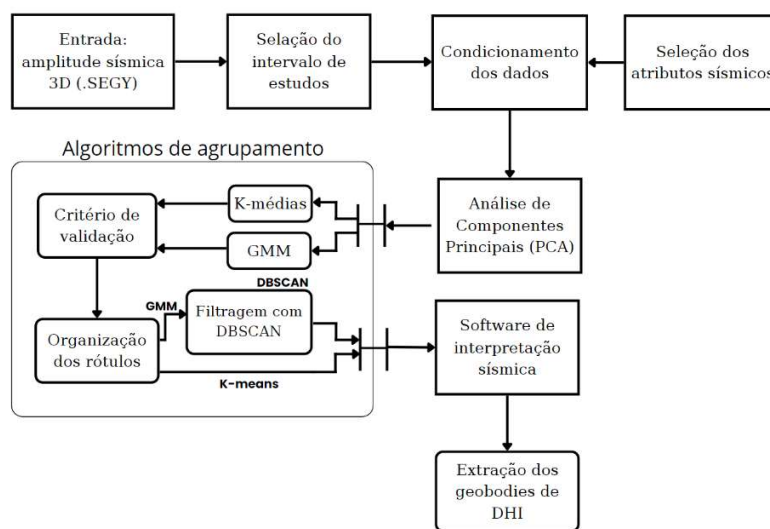 Entrada:
amplitude sísmica
3D (.SEGY)
Selação do
intervalo de
estudos
Condicionamento
dos dados
Seleção dos
atributos sísmicos
Algoritmos de agrupamento
Critério de
validação
K-médias
GMM
Análise de
Componentes
Principais (PCA)
DBSCAN
GMM
Filtragem com
DBSCAN
Organização
dos rótulos
K-means
Software de
interpretação
sísmica
Extração dos
geobodies de
DHI